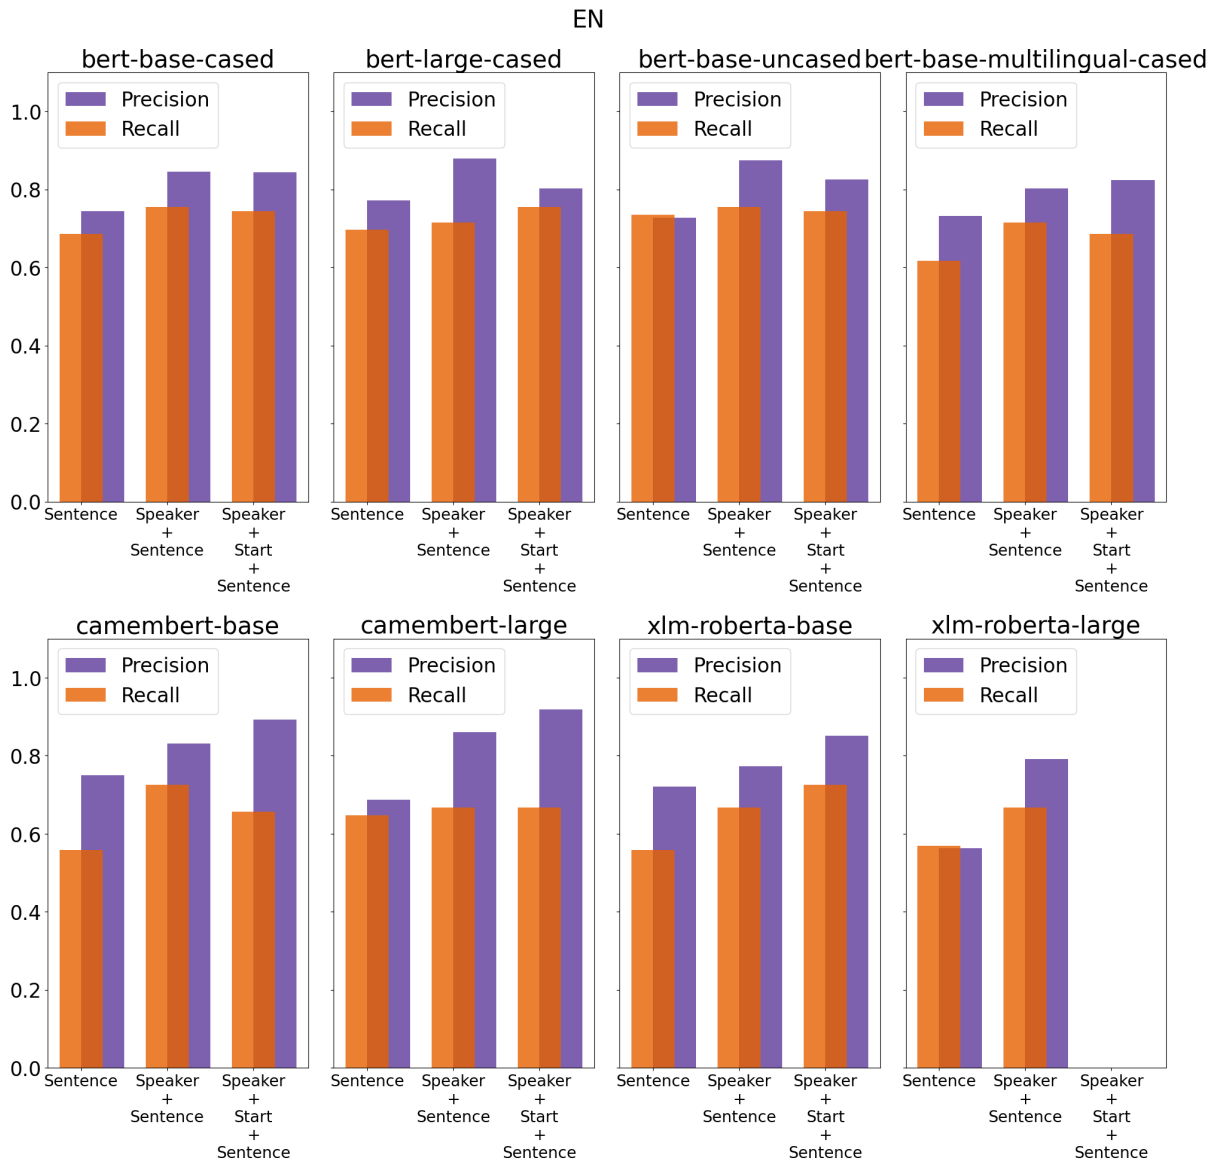 EN
bert-base-cased
Precision
Recall
1.0
0.8
0.6
0.4
0.2
0.0
Sentence
Speaker
+
Sentence
Speaker
+
Start
+
Sentence
bert-large-cased
Precision
Recall
Sentence
Speaker
+
Sentence
Speaker
+
Start
+
Sentence
bert-base-uncased
Precision
Recall
Sentence
Speaker
+
Sentence
Speaker
+
Start
+
Sentence
bert-base-multilingual-cased
Precision
Recall
Sentence
Speaker
+
Sentence
Speaker
+
Start
+
Sentence
camembert-base
Precision
Recall
1.0
0.8
0.6
0.4
0.2
0.0
Sentence
Speaker
+
Sentence
Speaker
+
Start
+
Sentence
camembert-large
Precision
Recall
Sentence
Speaker
+
Sentence
Speaker
+
Start
+
Sentence
xlm-roberta-base
Precision
Recall
Sentence
Speaker
+
Sentence
Speaker
+
Start
+
Sentence
xlm-roberta-large
Precision
Recall
Sentence
Speaker
+
Sentence
Speaker
+
Start
+
Sentence